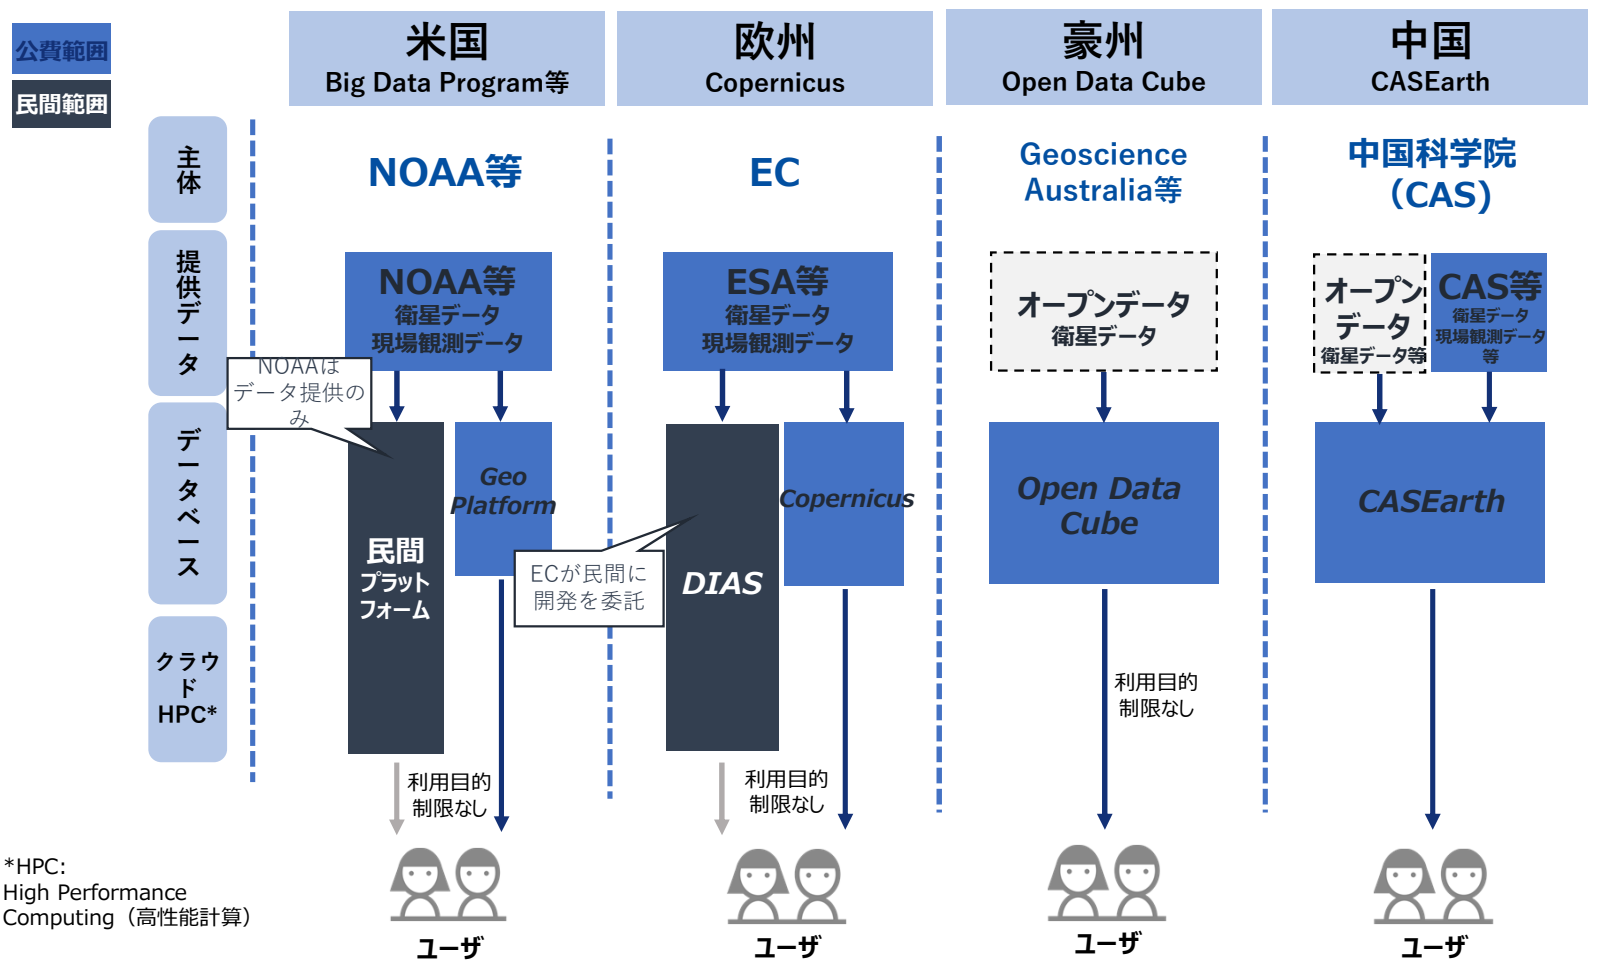 公費範囲
民間範囲
米国
Big Data Program等
欧州
Copernicus
豪州
Open Data Cube
中国
CASEarth
主体
NOAA等
EC
Geoscience
Australia等
中国科学院
（CAS）
提供データ
NOAA等
衛星データ
現場観測データ
ESA等
衛星データ
現場観測データ
オープンデータ
衛星データ
オープン
データ
衛星データ等
CAS等
衛星データ
現場観測データ
等
NOAAは
データ提供の
み
データベース
民間
プラット
フォーム
Geo
Platform
ECが民間に
開発を委託
DIAS
Copernicus
Open Data
Cube
CASEarth
クラウ
ド
HPC*
利用目的
制限なし
利用目的
制限なし
利用目的
制限なし
ユーザ
ユーザ
ユーザ
ユーザ
*HPC:
High Performance
Computing（高性能計算）